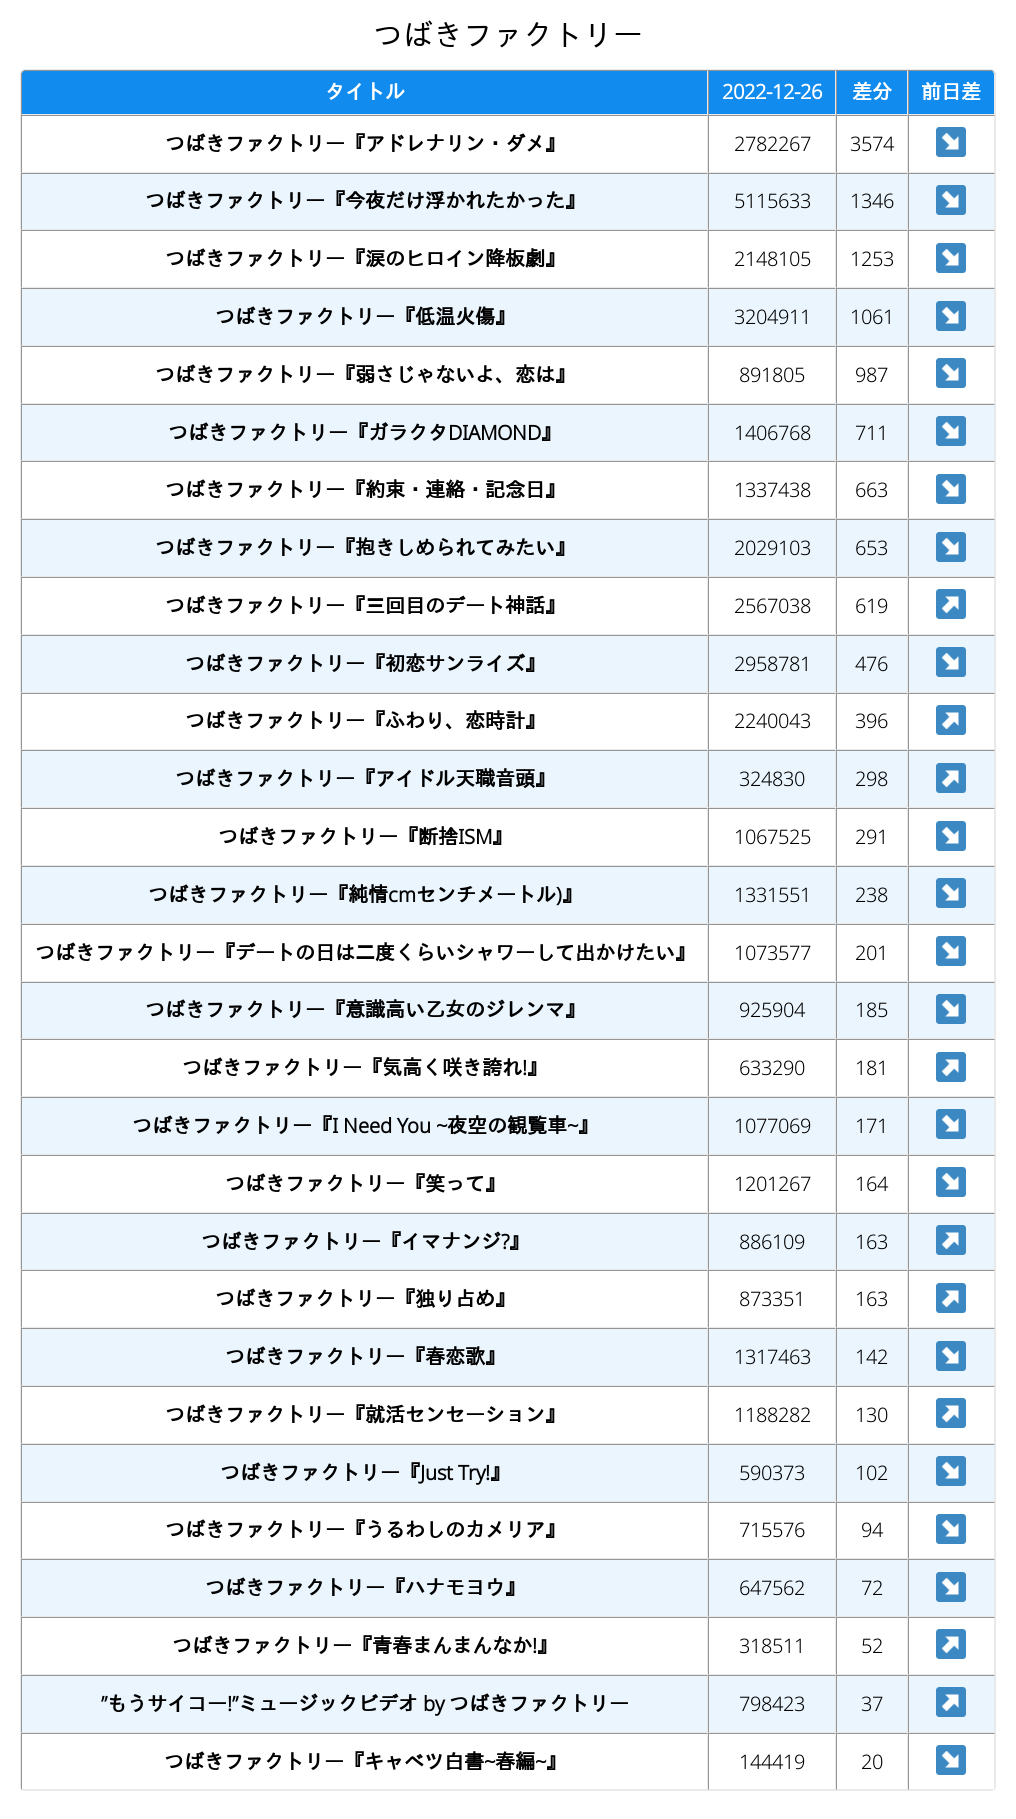 つばきファクトリー
タイトル 2022-12-26 差分 前日差
つばきファクトリー『アドレナリン・ダメ』 2782267 3574 ↘
つばきファクトリー『今夜だけ浮かれたかった』 5115633 1346 ↘
つばきファクトリー『涙のヒロイン降板劇』 2148105 1253 ↘
つばきファクトリー『低温火傷』 3204911 1061 ↘
つばきファクトリー『弱さじゃないよ、恋は』 891805 987 ↘
つばきファクトリー『ガラクタDIAMOND』 1406768 711 ↘
つばきファクトリー『約束・連絡・記念日』 1337438 663 ↘
つばきファクトリー『抱きしめられてみたい』 2029103 653 ↘
つばきファクトリー『三回目のデート神話』 2567038 619 ↗
つばきファクトリー『初恋サンライズ』 2958781 476 ↘
つばきファクトリー『ふわり、恋時計』 2240043 396 ↗
つばきファクトリー『アイドル天職音頭』 324830 298 ↗
つばきファクトリー『断捨ISM』 1067525 291 ↘
つばきファクトリー『純情cmセンチメートル)』 1331551 238 ↘
つばきファクトリー『デートの日は二度くらいシャワーして出かけたい』 1073577 201 ↘
つばきファクトリー『意識高い乙女のジレンマ』 925904 185 ↘
つばきファクトリー『気高く咲き誇れ!』 633290 181 ↗
つばきファクトリー『I Need You ~夜空の観覧車~』 1077069 171 ↘
つばきファクトリー『笑って』 1201267 164 ↘
つばきファクトリー『イマナンジ?』 886109 163 ↗
つばきファクトリー『独り占め』 873351 163 ↗
つばきファクトリー『春恋歌』 1317463 142 ↘
つばきファクトリー『就活センセーション』 1188282 130 ↗
つばきファクトリー『Just Try!』 590373 102 ↘
つばきファクトリー『うるわしのカメリア』 715576 94 ↘
つばきファクトリー『ハナモヨウ』 647562 72 ↘
つばきファクトリー『青春まんまんなか!』 318511 52 ↗
”もうサイコー!”ミュージックビデオ by つばきファクトリー 798423 37 ↗
つばきファクトリー『キャベツ白書~春編~』 144419 20 ↘